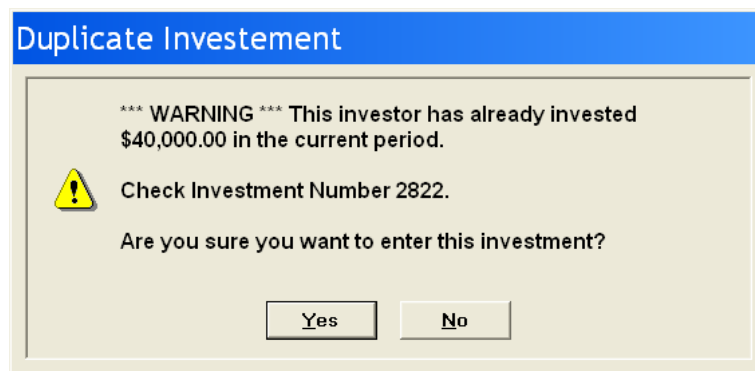 Duplicate Investement
*** WARNING *** This investor has already invested
$40,000.00 in the current period.
Check Investment Number 2822.
Are you sure you want to enter this investment?
Yes
No